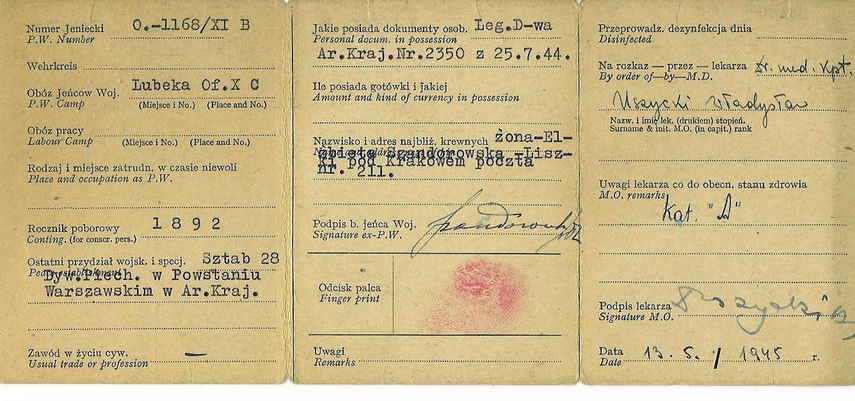 Numer Jeniecki O.-1168/XI B
P.W. Number
Wehrkreis
Obóz Jeńcow Woj. Lubeka Of.X C
P.W. Camp (Miejsce i No.) (Place and No.)
Obóz pracy
Labour Camp (Miejsce i No.) (Place and No.)
Rodzaj i miejsce zatrudn. w czasie niewoli
Place and occupation as P.W.
Rocznik poborowy 1892
Conting. (for conscr. pers.)
Ostatni przydział wojsk. i specj. Sztab 28
Dyw.Piech. w Powstaniu
Warszawskim w Ar.Kraj.
Zawód w życiu cyw. —
Usual trade or profession
Jakie posiada dokumenty osob. Leg.D-wa
Personal docum. in possession
Ar.Kraj.Nr.2350 z 25.7.44.
Ile posiada gotówki i jakiej
Amount and kind of currency in possession
Nazwisko i adres najbliż. krewnych żona-El-
żbieta Szandorowska -Lisz-
ki pod Krakowem poczta
nr. 211.
Podpis b. jeńca Woj.
Signature ex-P.W.
Odcisk palca
Finger print
Uwagi
Remarks
Przeprowadz. dezynfekcja dnia
Disinfected
Na rozkaz — przez — lekarza Dr. med. Kpt.
By order of—by—M.D.
Uszycki Władysław
Nazw. i imię lek. (drukiem) stopień.
Surname & init. M.O. (in capit.) rank
Uwagi lekarza co do obecn. stanu zdrowia
M.O. remarks
Kat. "A"
Podpis lekarza
Signature M.O.
Data 13. 5. 1945 r.
Date